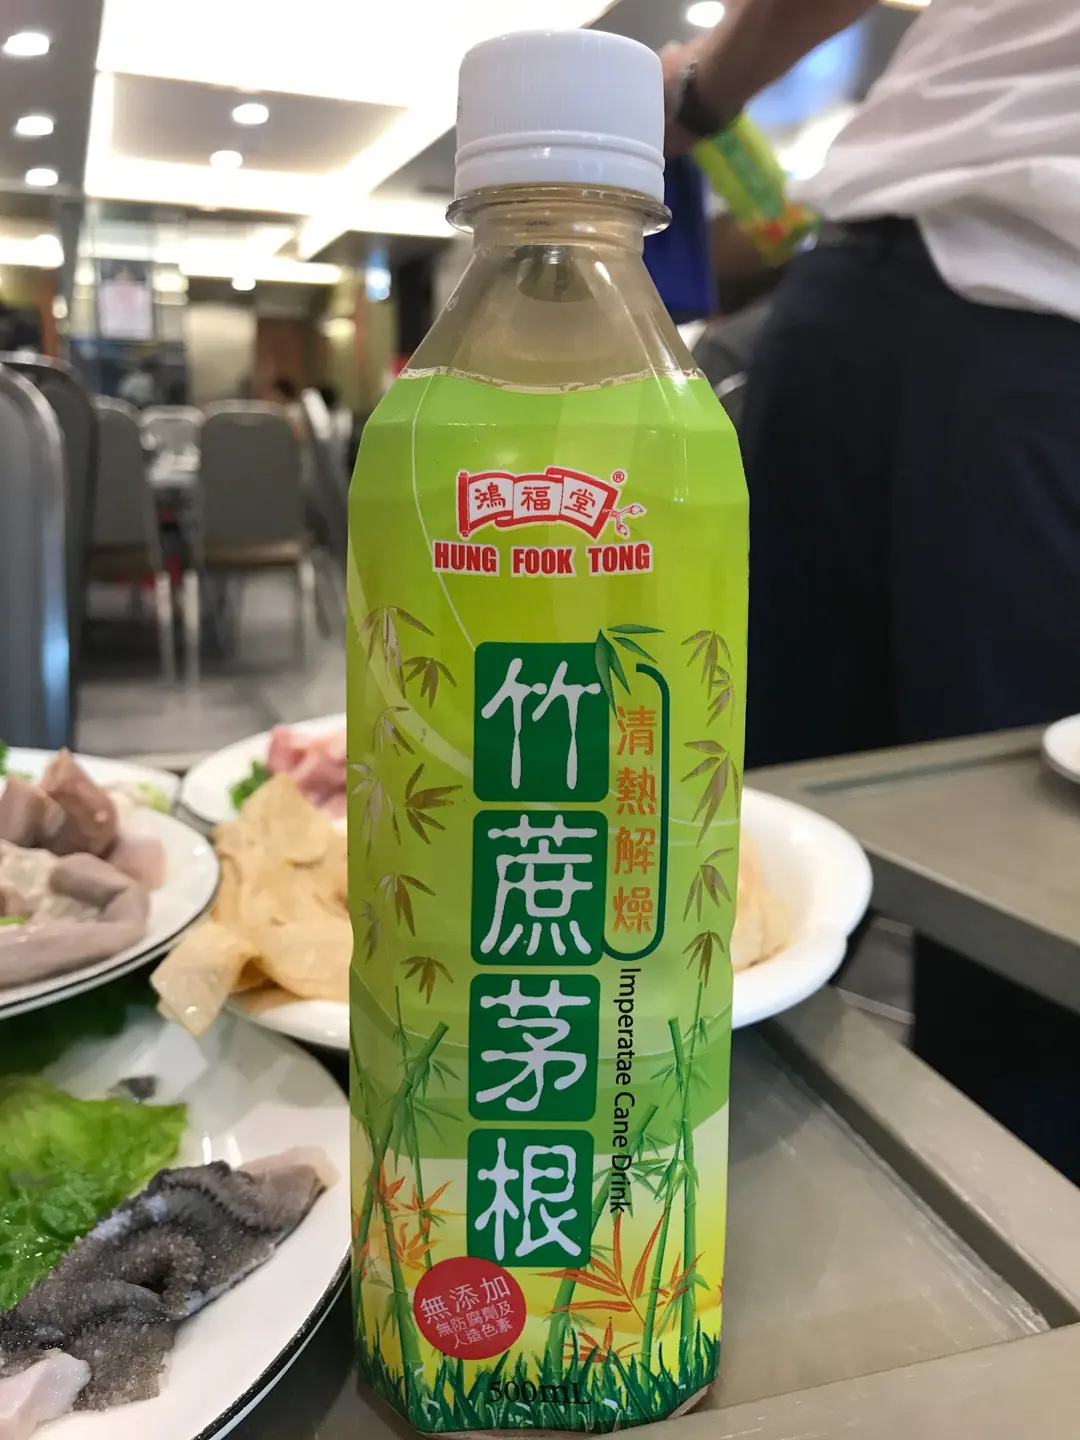 鴻福堂®
HUNG FOOK TONG
竹蔗茅根
清熱解燥
Imperatae Cane Drink
無添加
無防腐劑及
人造色素
500mL